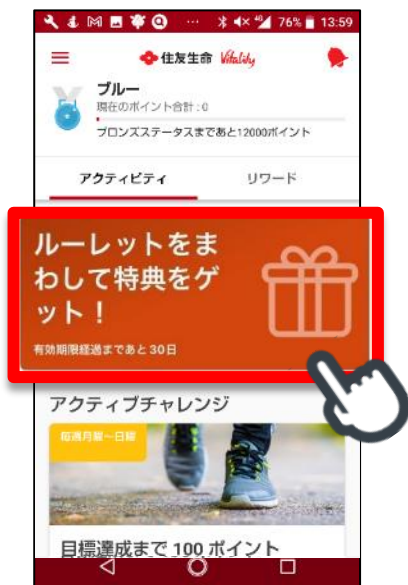 76% 13:59
住友生命 Vitality
ブルー
現在のポイント合計:0
ブロンズステータスまであと12000ポイント
アクティビティ リワード
ルーレットをま
わして特典をゲ
ット!
有効期限経過まであと30日
アクティブチャレンジ
毎週月曜~日曜
目標達成まで 100 ポイント